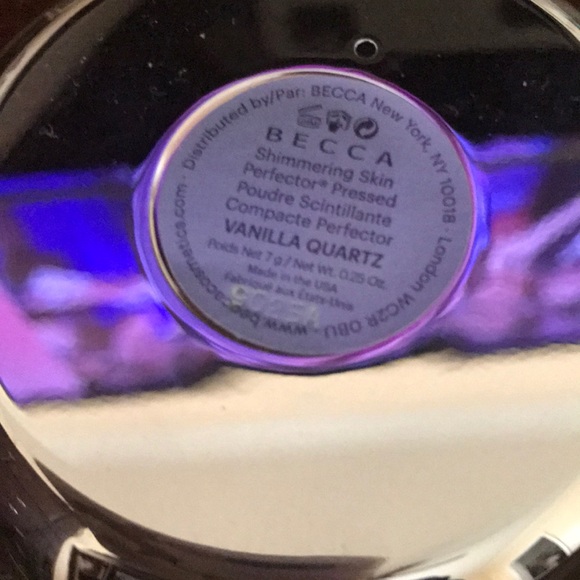 Distributed by/Par: BECCA New York, NY 10018 · London WC2R 0BU · www.beccacosmetics.com ·
BECCA
Shimmering Skin
Perfector® Pressed
Poudre Scintillante
Compacte Perfector
VANILLA QUARTZ
Poids Net 7 g / Net Wt. 0.25 Oz.
Made in the USA
Fabriqué aux États-Unis